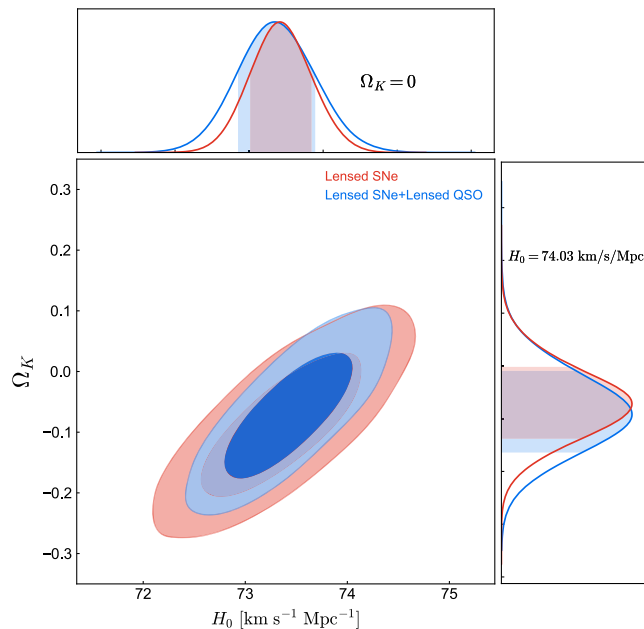 Ω_K = 0
0.3
0.2
0.1
0.0
−0.1
−0.2
−0.3
Ω_K
Lensed SNe
Lensed SNe+Lensed QSO
H_0 = 74.03 km/s/Mpc
72
73
74
75
H_0 [km s⁻¹ Mpc⁻¹]